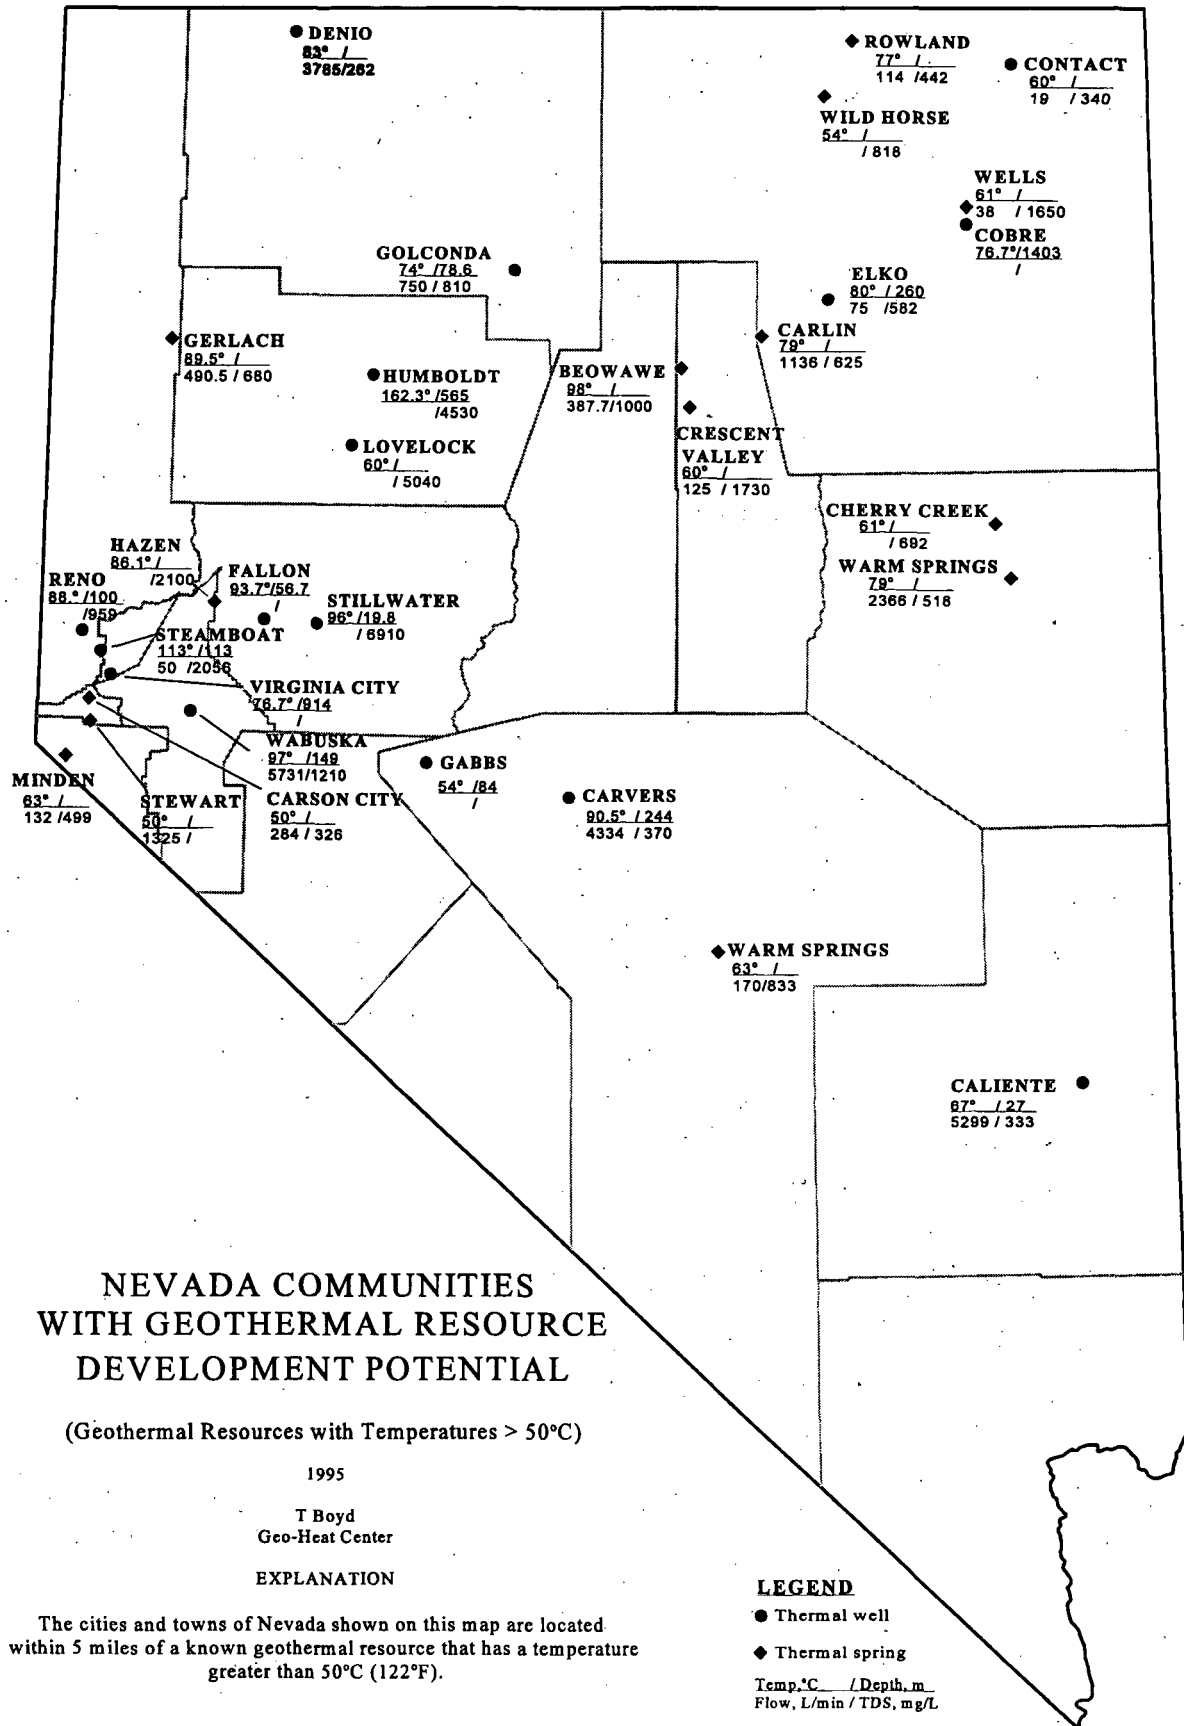 DENIO
83° /
3785/262
ROWLAND
77° /
114 /442
CONTACT
60° /
19 / 340
WILD HORSE
54° /
/ 818
WELLS
61° /
38 / 1650
COBRE
76.7°/1403
/
GOLCONDA
74° /78.6
750 / 810
ELKO
80° / 260
75 /582
GERLACH
89.5° /
490.5 / 680
CARLIN
79° /
1136 / 625
HUMBOLDT
162.3° /565
/4530
BEOWAWE
98° /
387.7/1000
LOVELOCK
60° /
/ 5040
CRESCENT
VALLEY
60° /
125 / 1730
CHERRY CREEK
61° /
/ 692
WARM SPRINGS
79° /
2366 / 518
HAZEN
86.1° /
/2100
RENO
88.° /100
/959
FALLON
93.7°/56.7
/
STILLWATER
96° /19.8
/ 6910
STEAMBOAT
113° /113
50 /2056
VIRGINIA CITY
76.7° /914
/
WABUSKA
97° /149
5731/1210
GABBS
54° /84
/
MINDEN
63° /
132 /499
STEWART
50° /
1325 /
CARSON CITY
50° /
284 / 326
CARVERS
90.5° / 244
4334 / 370
WARM SPRINGS
63° /
170/833
CALIENTE
67° / 27
5299 / 333
NEVADA COMMUNITIES
WITH GEOTHERMAL RESOURCE
DEVELOPMENT POTENTIAL
(Geothermal Resources with Temperatures > 50°C)
1995
T Boyd
Geo-Heat Center
EXPLANATION
The cities and towns of Nevada shown on this map are located
within 5 miles of a known geothermal resource that has a temperature
greater than 50°C (122°F).
LEGEND
Thermal well
Thermal spring
Temp,°C / Depth, m
Flow, L/min / TDS, mg/L